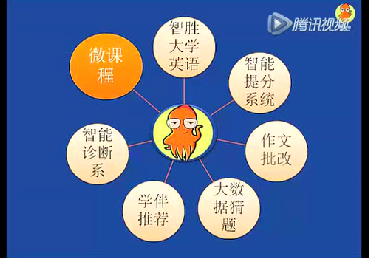 腾讯视频
智胜
大学
英语
微课
程
智能
提分
系统
智能
诊断
系
作文
批改
学伴
推荐
大数
据猜
题